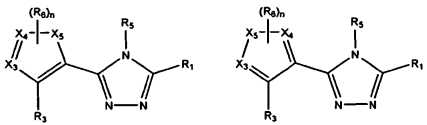 (R₆)ₙ (R₆)ₙ
R₅ R₅
X₄ X₅ X₅ X₄
N R₁ N R₁
X₃ X₃
N N N N
R₃ R₃